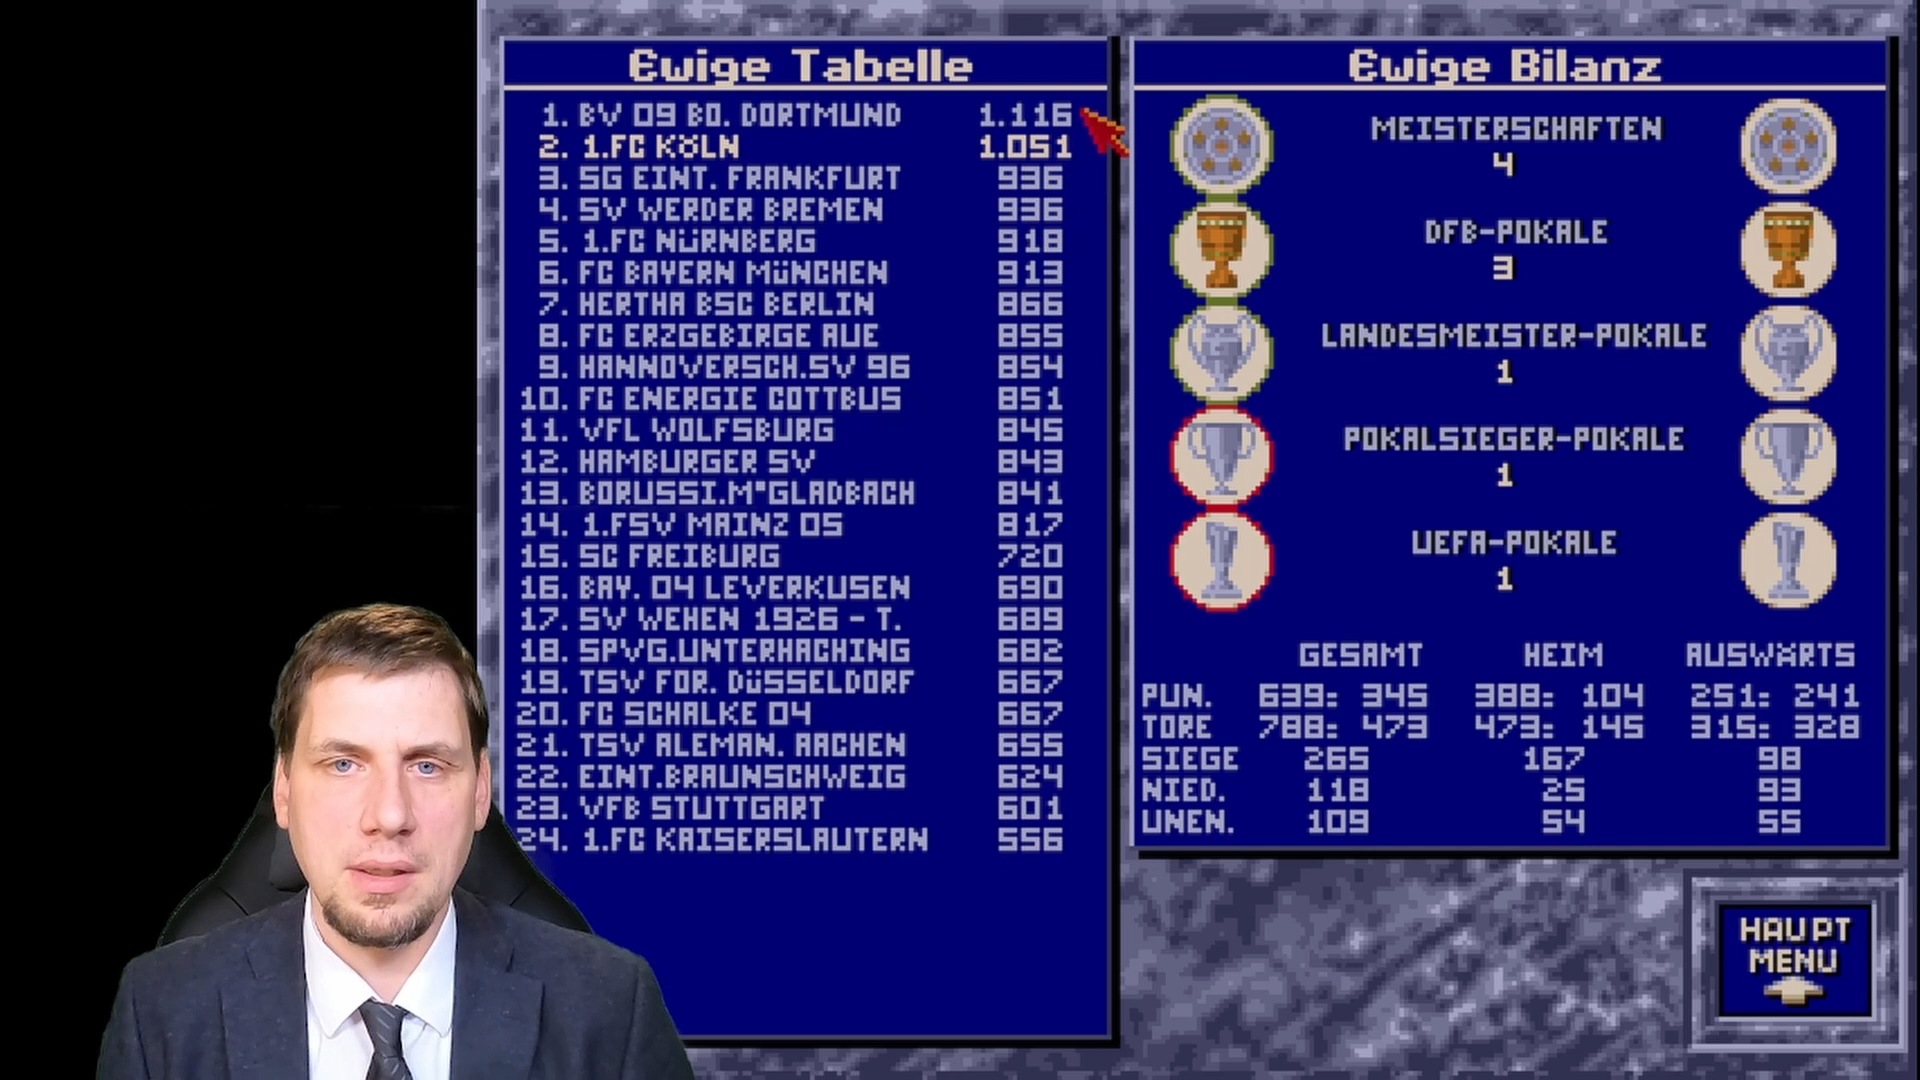 Ewige Tabelle
1. BV 09 BO. DORTMUND 1.116
2. 1.FC KÖLN 1.051
3. SG EINT. FRANKFURT 936
4. SV WERDER BREMEN 936
5. 1.FC NÜRNBERG 918
6. FC BAYERN MÜNCHEN 913
7. HERTHA BSC BERLIN 866
8. FC ERZGEBIRGE AUE 855
9. HANNOVERSCH.SV 96 854
10. FC ENERGIE COTTBUS 851
11. VFL WOLFSBURG 845
12. HAMBURGER SV 843
13. BORUSSI.M"GLADBACH 841
14. 1.FSV MAINZ 05 817
15. SC FREIBURG 720
16. BAY. 04 LEVERKUSEN 690
17. SV WEHEN 1926 - T. 689
18. SPVG.UNTERHACHING 682
19. TSV FOR. DÜSSELDORF 667
20. FC SCHALKE 04 667
21. TSV ALEMAN. AACHEN 655
22. EINT.BRAUNSCHWEIG 624
23. VFB STUTTGART 601
24. 1.FC KAISERSLAUTERN 556
Ewige Bilanz
MEISTERSCHAFTEN
4
DFB-POKALE
3
LANDESMEISTER-POKALE
1
POKALSIEGER-POKALE
1
UEFA-POKALE
1
GESAMT HEIM AUSWÄRTS
PUN. 639: 345 388: 104 251: 241
TORE 788: 473 473: 145 315: 328
SIEGE 265 167 98
NIED. 118 25 93
UNEN. 109 54 55
HAUPT
MENU